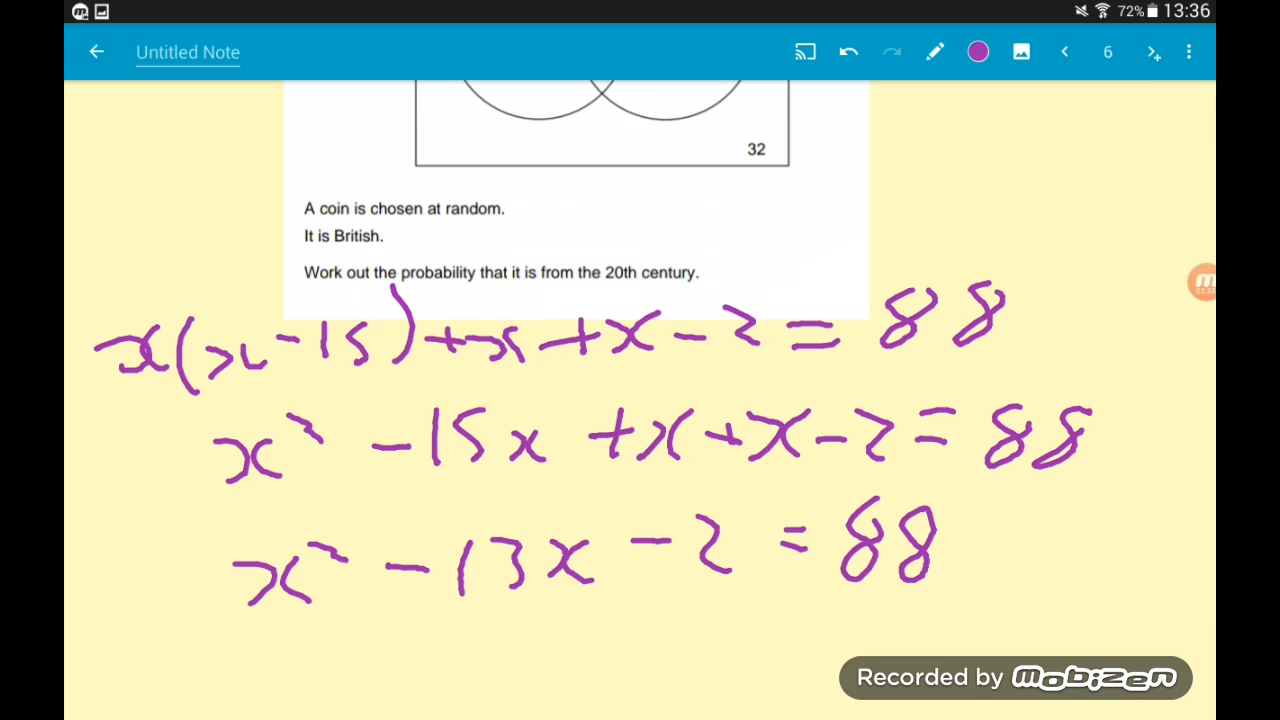 72% 13:36
Untitled Note
6
32
A coin is chosen at random.
It is British.
Work out the probability that it is from the 20th century.
x(x-15)+x+x-2=88
x² -15x +x+x-2=88
x² -13x -2 =88
Recorded by mobizen